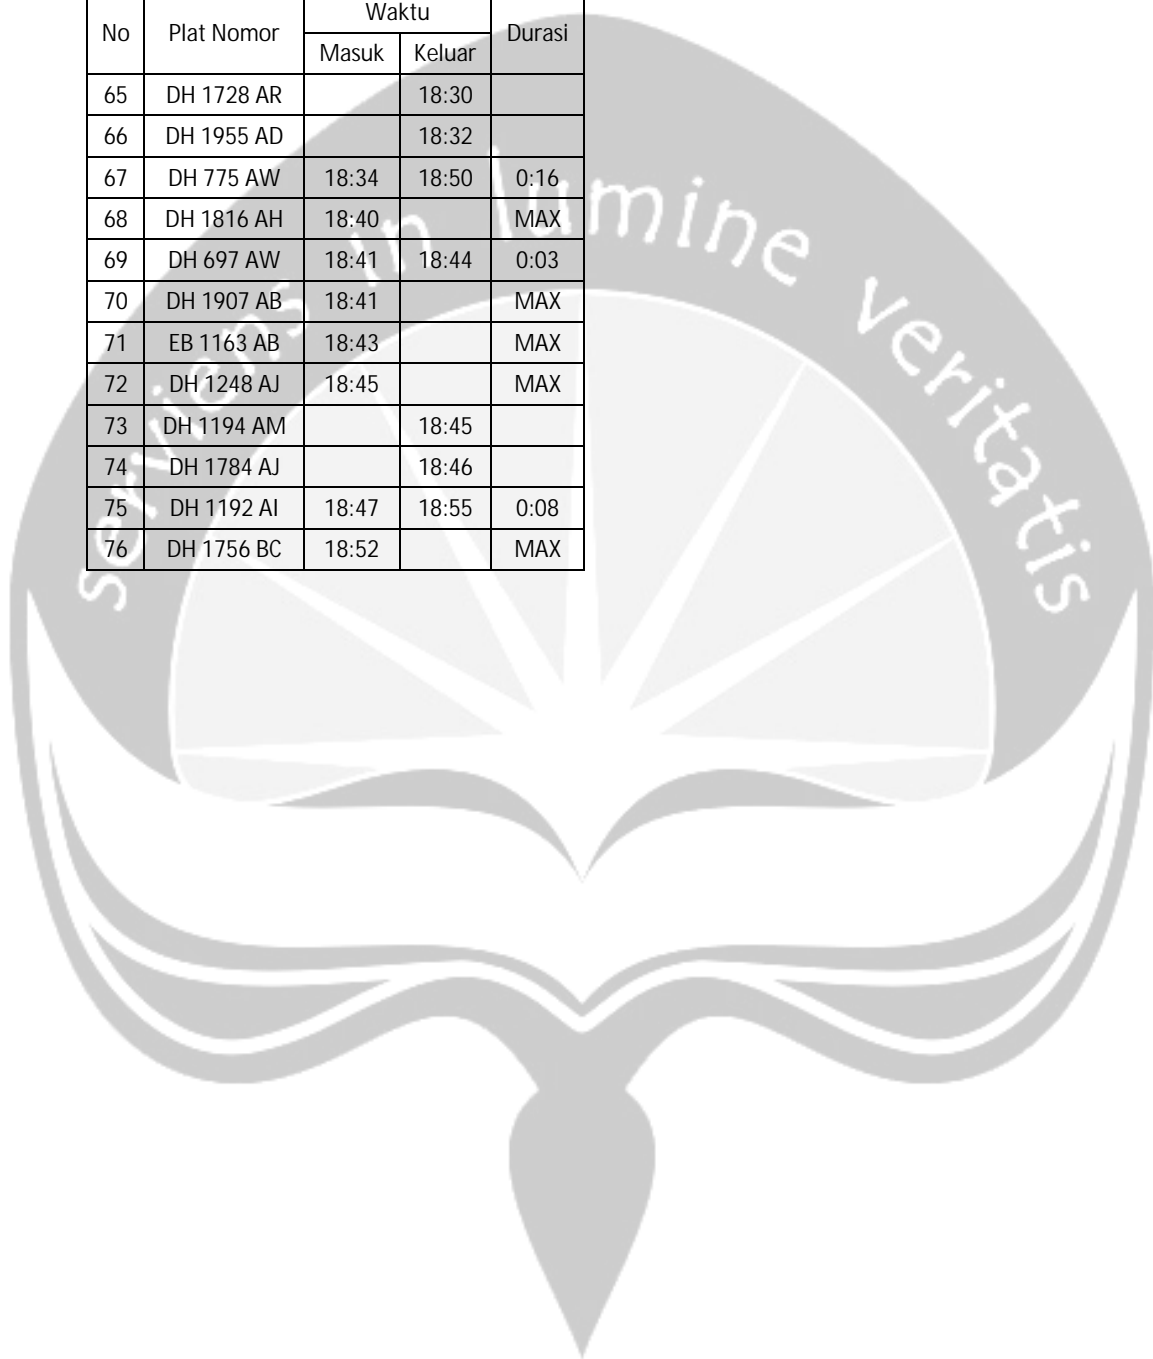 No Plat Nomor Waktu Durasi
Masuk Keluar
65 DH 1728 AR 18:30
66 DH 1955 AD 18:32
67 DH 775 AW 18:34 18:50 0:16
68 DH 1816 AH 18:40 MAX
69 DH 697 AW 18:41 18:44 0:03
70 DH 1907 AB 18:41 MAX
71 EB 1163 AB 18:43 MAX
72 DH 1248 AJ 18:45 MAX
73 DH 1194 AM 18:45
74 DH 1784 AJ 18:46
75 DH 1192 AI 18:47 18:55 0:08
76 DH 1756 BC 18:52 MAX
serviens in lumine veritatis